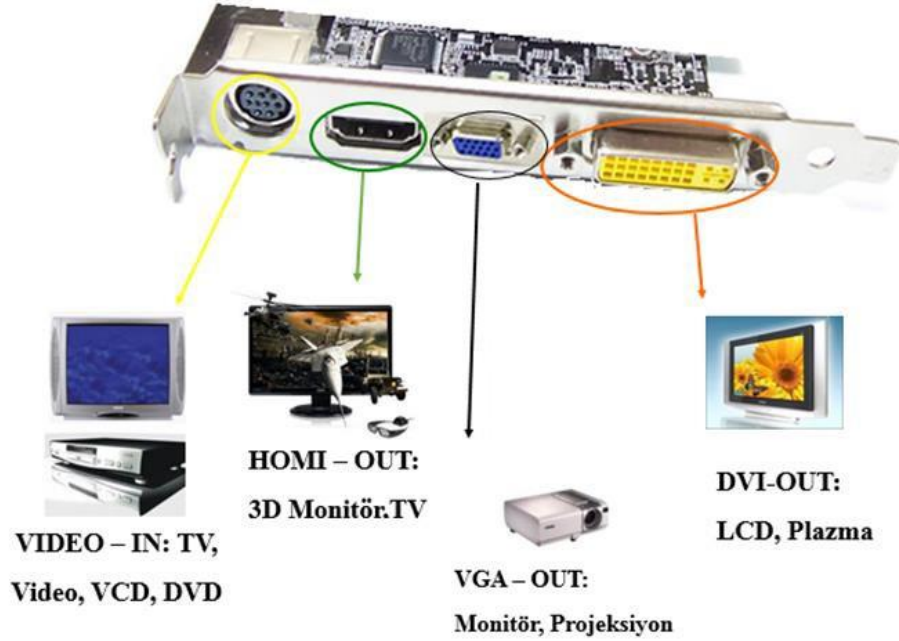 HOMI – OUT:
3D Monitör.TV
VIDEO – IN: TV,
Video, VCD, DVD
VGA – OUT:
Monitör, Projeksiyon
DVI-OUT:
LCD, Plazma